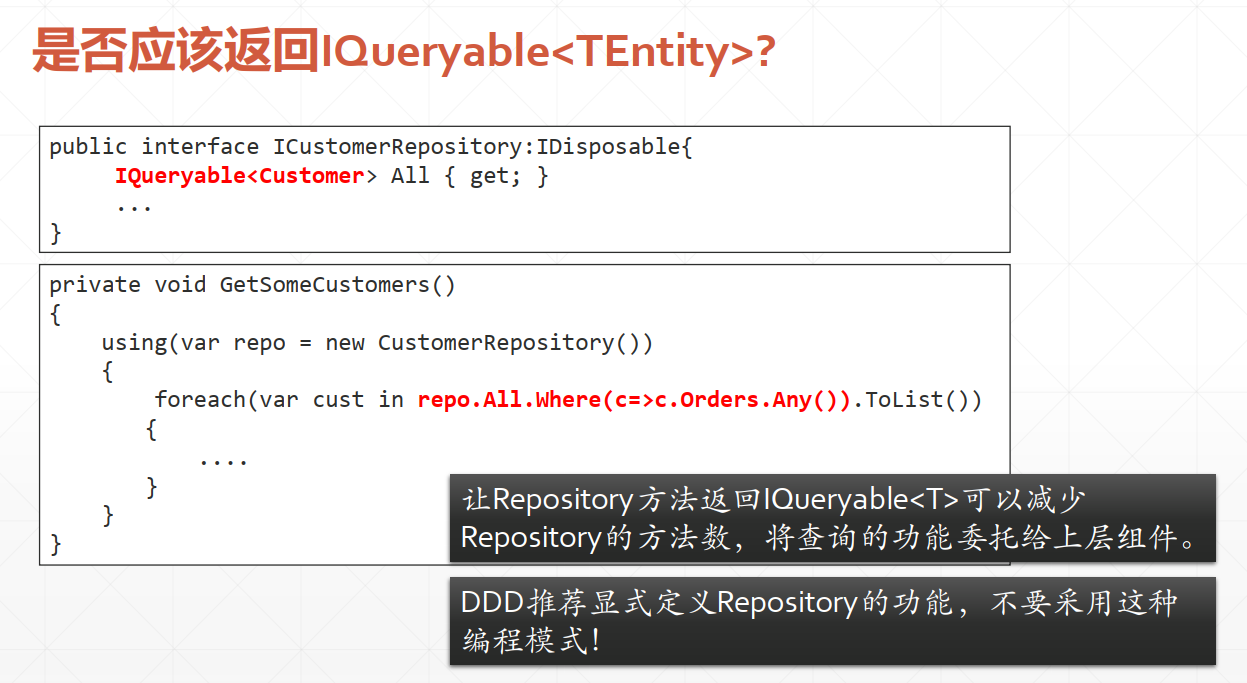 是否应该返回IQueryable<TEntity>?
public interface ICustomerRepository:IDisposable{
IQueryable<Customer> All { get; }
...
}
private void GetSomeCustomers()
{
using(var repo = new CustomerRepository())
{
foreach(var cust in repo.All.Where(c=>c.Orders.Any()).ToList())
{
....
}
}
}
让Repository方法返回IQueryable<T>可以减少
Repository的方法数，将查询的功能委托给上层组件。
DDD推荐显式定义Repository的功能，不要采用这种
编程模式！